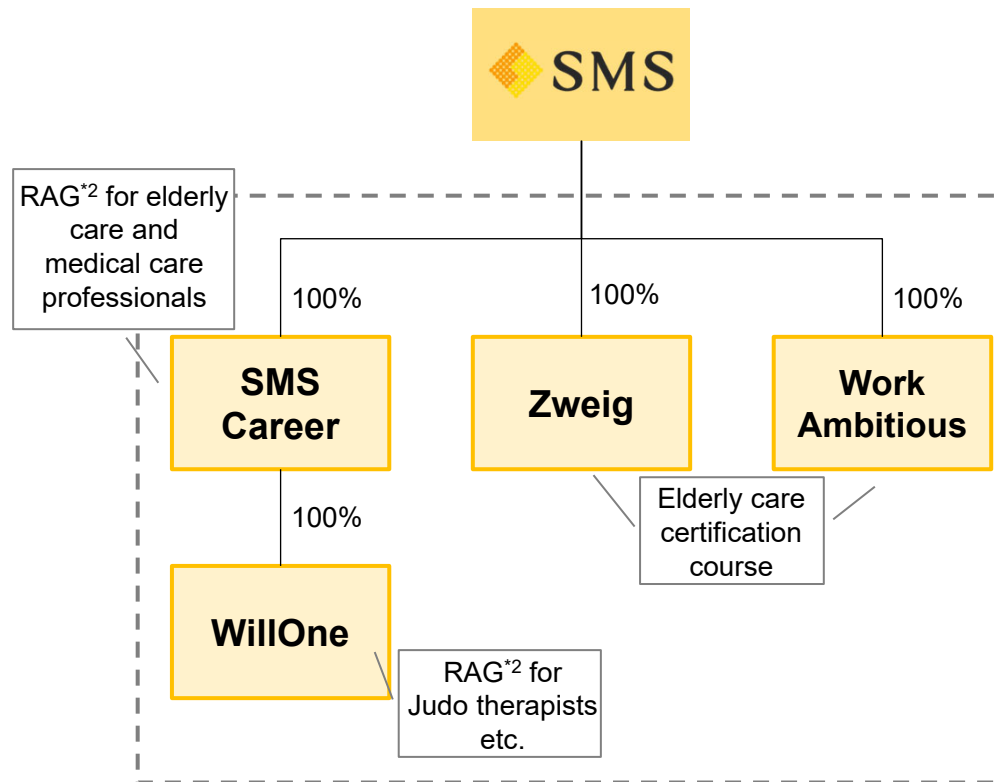 SMS
RAG*2 for elderly
care and
medical care
professionals
100%
100%
100%
SMS
Career
Zweig
Work
Ambitious
100%
Elderly care
certification
course
WillOne
RAG*2 for
Judo therapists
etc.